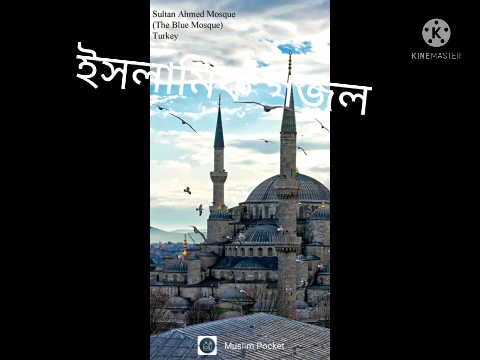 Sultan Ahmed Mosque
(The Blue Mosque)
Turkey
KINEMASTER
ইসলামিক গজল
Muslim Pocket